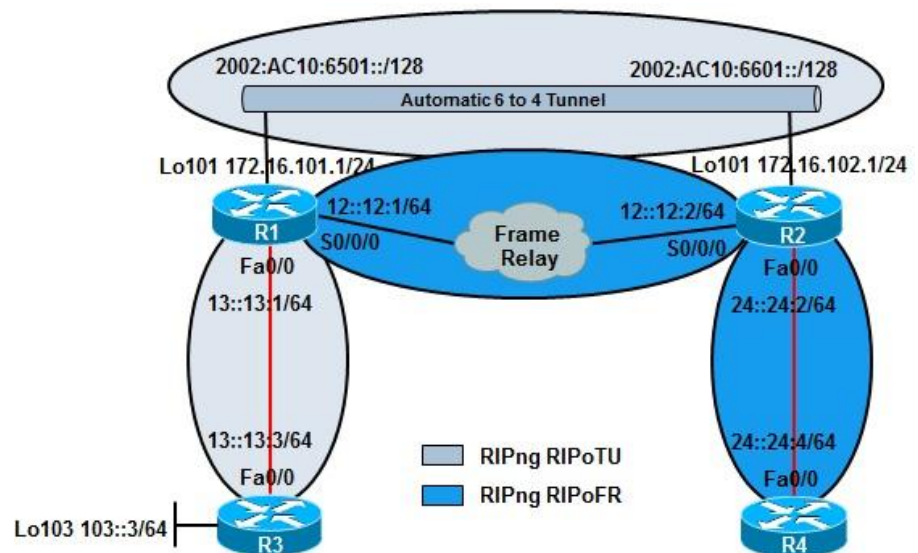 2002:AC10:6501::/128
2002:AC10:6601::/128
Automatic 6 to 4 Tunnel
Lo101 172.16.101.1/24
Lo101 172.16.102.1/24
12::12:1/64
12::12:2/64
R1
S0/0/0
Frame
Relay
S0/0/0
R2
Fa0/0
Fa0/0
13::13:1/64
24::24:2/64
13::13:3/64
24::24:4/64
RIPng RIPoTU
Fa0/0
Fa0/0
RIPng RIPoFR
Lo103 103::3/64
R3
R4